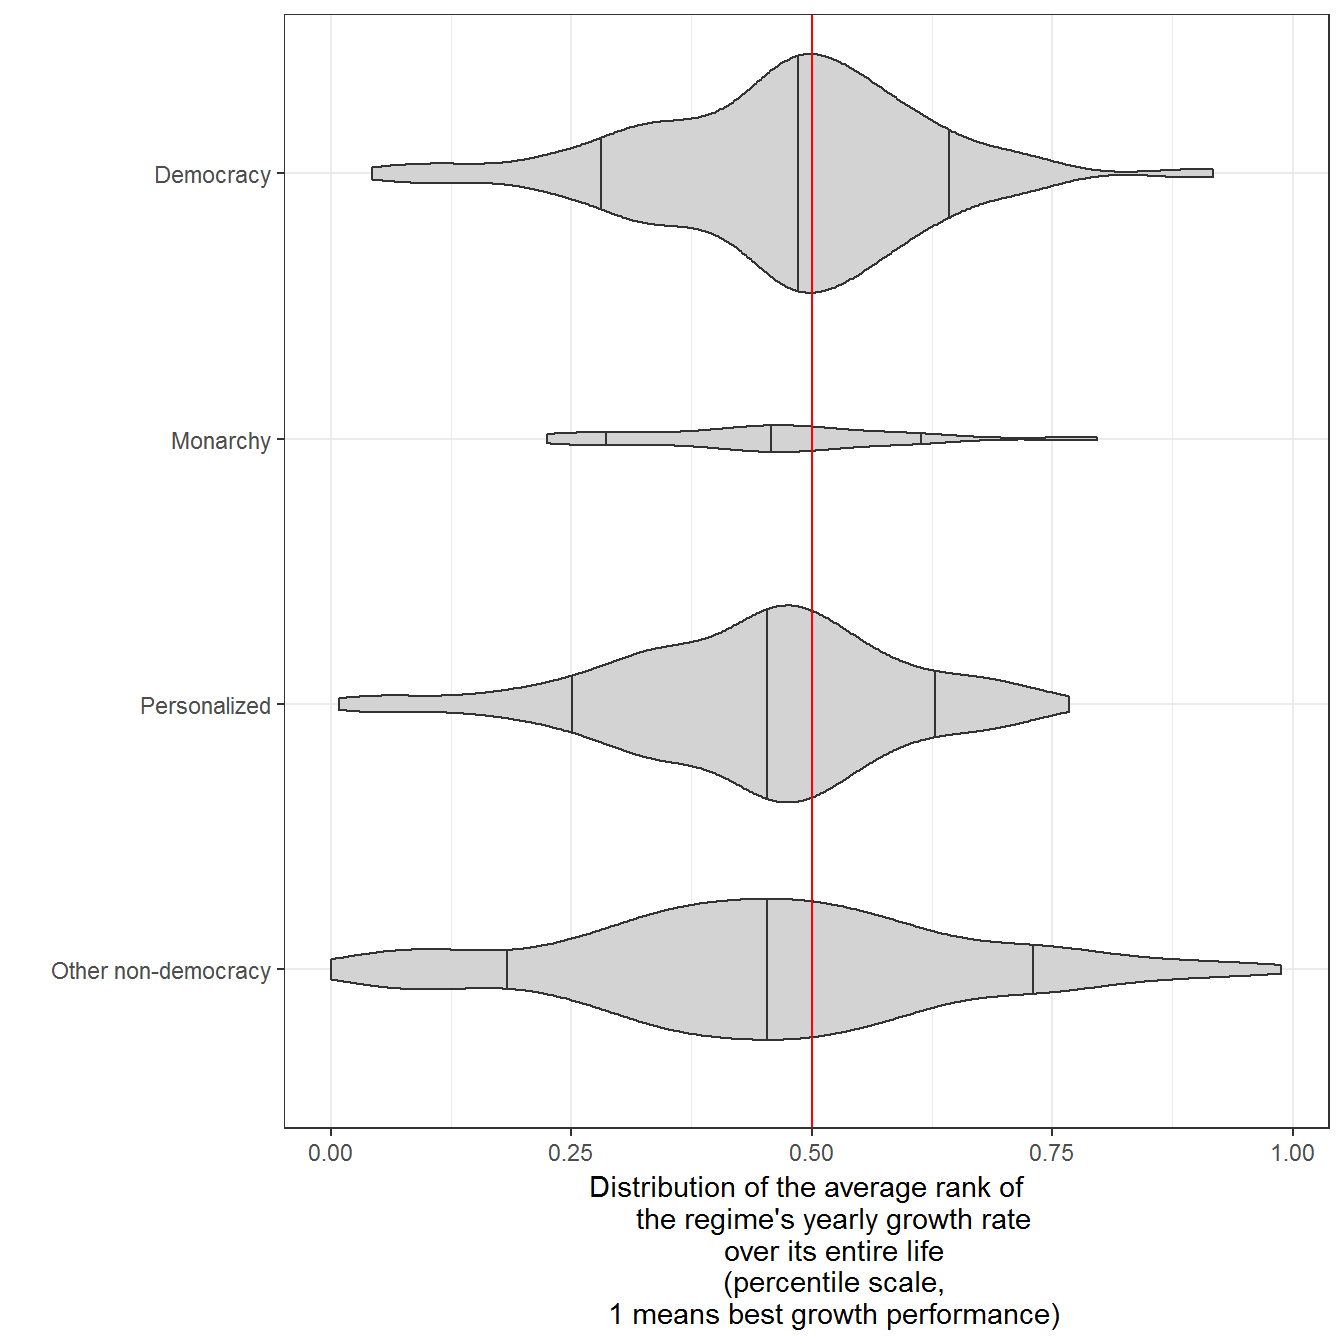 Democracy
Monarchy
Personalized
Other non-democracy
0.00 0.25 0.50 0.75 1.00
Distribution of the average rank of
the regime's yearly growth rate
over its entire life
(percentile scale,
1 means best growth performance)